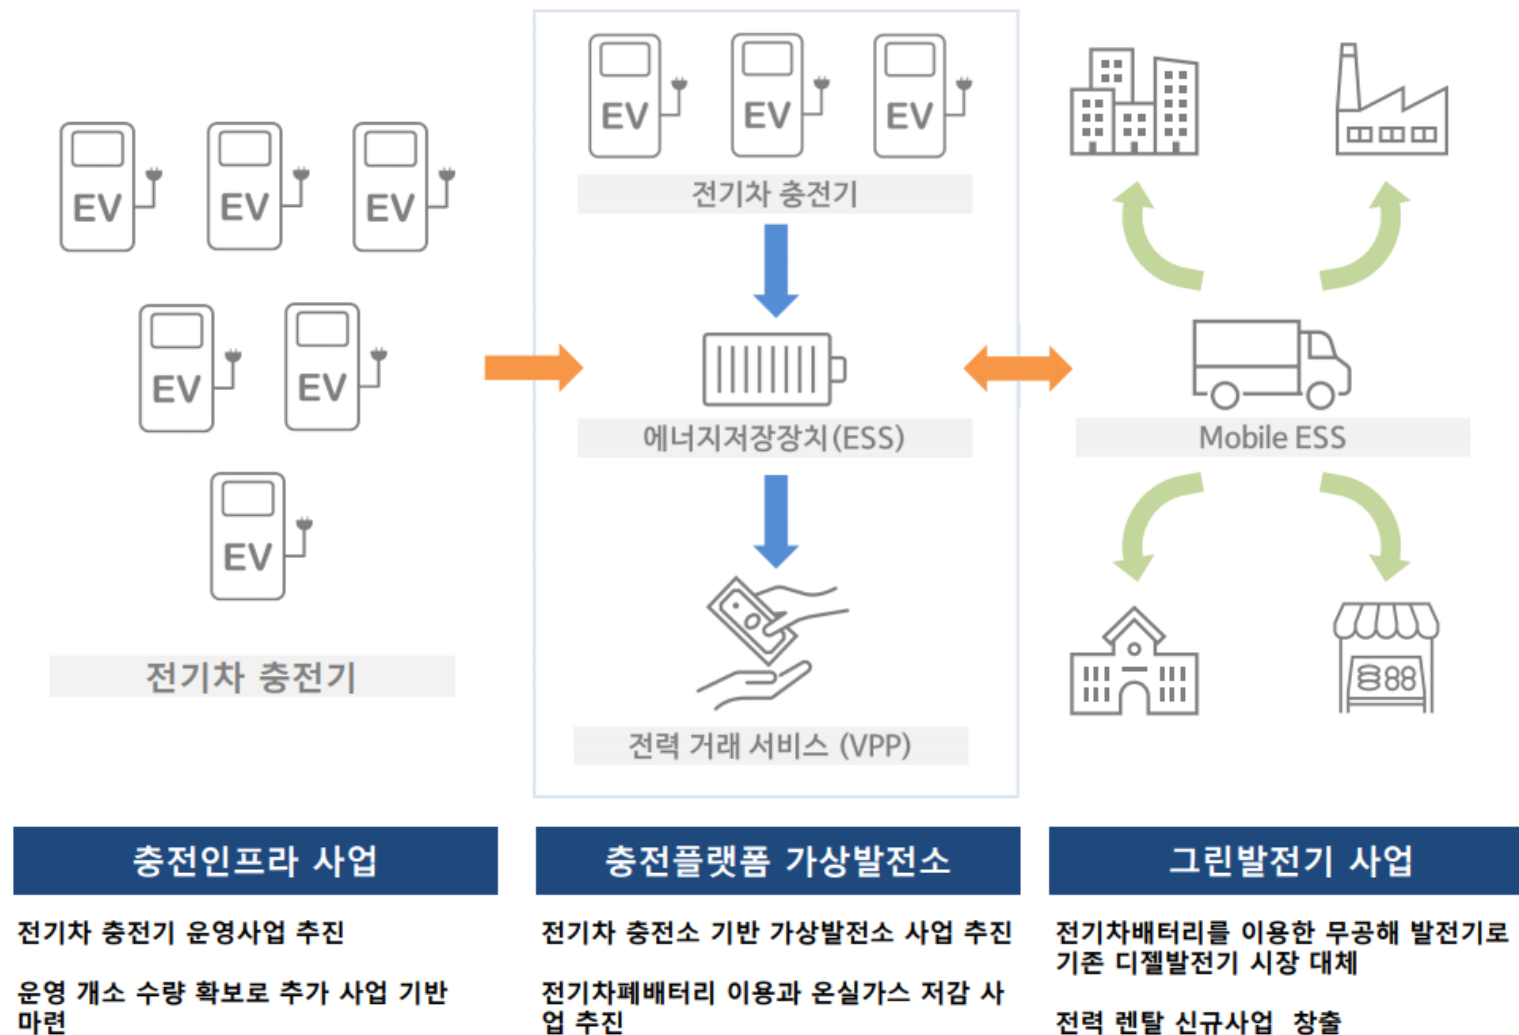 EV
EV
EV
EV
EV
EV
전기차 충전기
EV
EV
EV
전기차 충전기
에너지저장장치(ESS)
전력 거래 서비스 (VPP)
Mobile ESS
충전인프라 사업
전기차 충전기 운영사업 추진
운영 개소 수량 확보로 추가 사업 기반
마련
충전플랫폼 가상발전소
전기차 충전소 기반 가상발전소 사업 추진
전기차폐배터리 이용과 온실가스 저감 사
업 추진
그린발전기 사업
전기차배터리를 이용한 무공해 발전기로
기존 디젤발전기 시장 대체
전력 렌탈 신규사업 창출